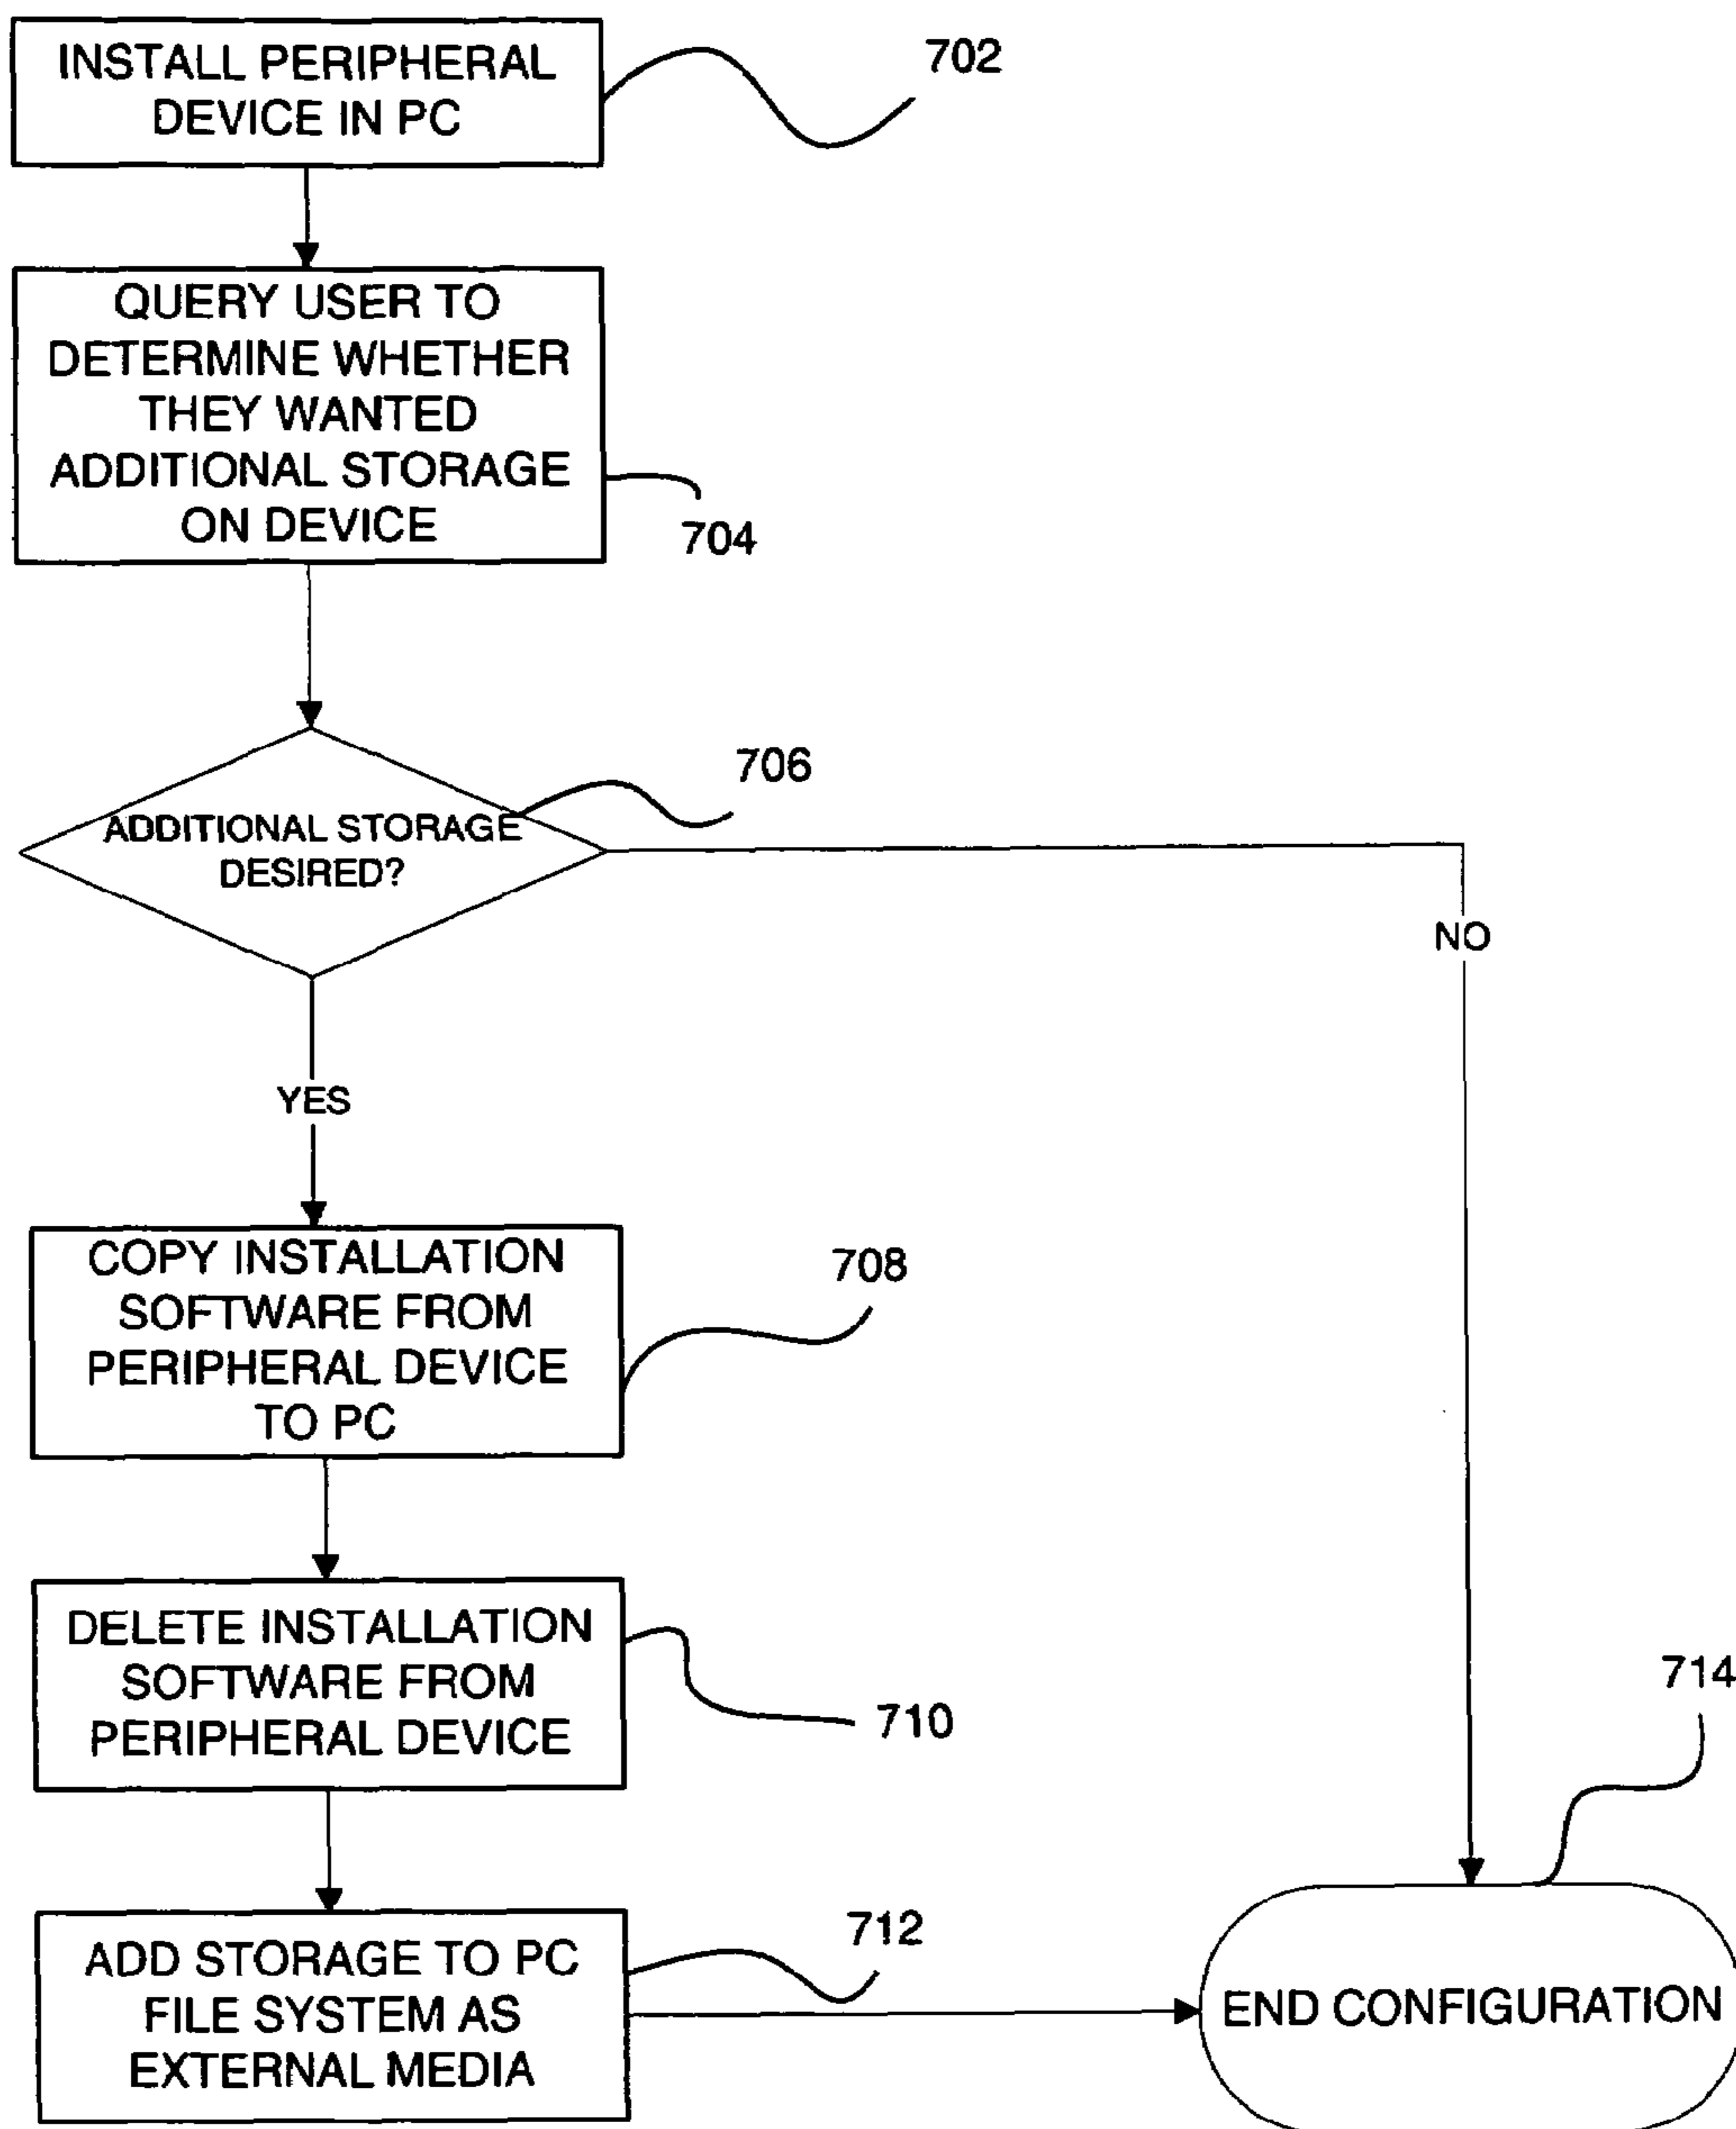 INSTALL PERIPHERAL
DEVICE IN PC
702
QUERY USER TO
DETERMINE WHETHER
THEY WANTED
ADDITIONAL STORAGE
ON DEVICE
704
706
ADDITIONAL STORAGE
DESIRED?
NO
YES
COPY INSTALLATION
SOFTWARE FROM
PERIPHERAL DEVICE
TO PC
708
DELETE INSTALLATION
SOFTWARE FROM
PERIPHERAL DEVICE
710
714
ADD STORAGE TO PC
FILE SYSTEM AS
EXTERNAL MEDIA
712
END CONFIGURATION